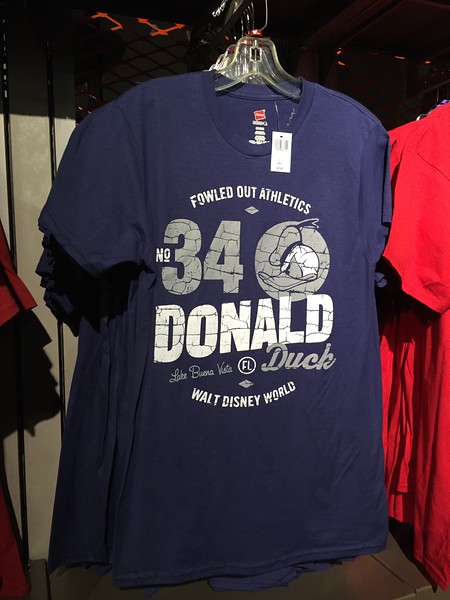 FOWLED OUT ATHLETICS
Nº 34
DONALD
Duck
Lake Buena Vista FL
WALT DISNEY WORLD